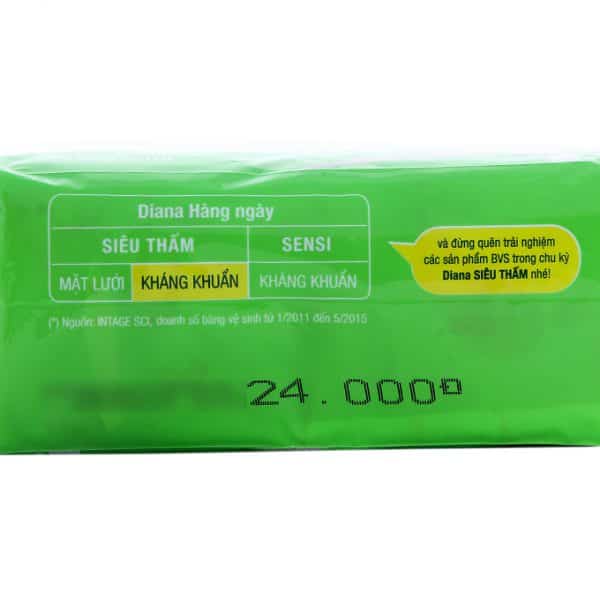 Diana Hàng ngày
SIÊU THẤM SENSI
MẶT LƯỚI KHÁNG KHUẨN KHÁNG KHUẨN
(*) Nguồn: INTAGE SCI, doanh số băng vệ sinh từ 1/2011 đến 5/2015
và đừng quên trải nghiệm
các sản phẩm BVS trong chu kỳ
Diana SIÊU THẤM nhé!
24.000đ